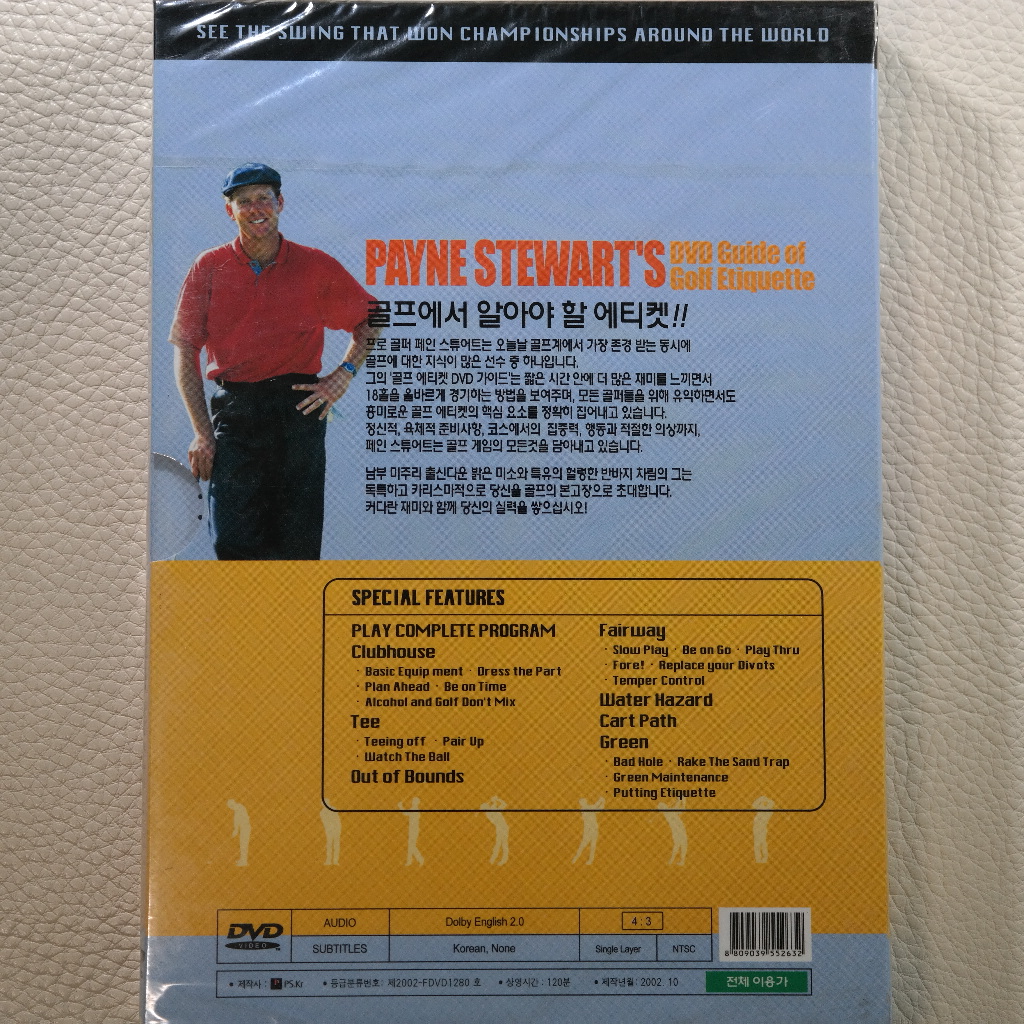 SEE THE SWING THAT WON CHAMPIONSHIPS AROUND THE WORLD
PAYNE STEWART'S DVD Guide of Golf Etiquette
골프에서 알아야 할 에티켓!!
프로 골퍼 페인 스튜어트는 오늘날 골프계에서 가장 존경 받는 동시에
골프에 대한 지식이 많은 선수 중 하나입니다.
그의 '골프 에티켓 DVD 가이드'는 짧은 시간 안에 더 많은 재미를 느끼면서
18홀을 올바르게 경기하는 방법을 보여주며, 모든 골퍼들을 위해 유익하면서도
흥미로운 골프 에티켓의 핵심 요소를 정확히 집어내고 있습니다.
정신적, 육체적 준비사항, 코스에서의 집중력, 행동과 적절한 의상까지,
페인 스튜어트는 골프 게임의 모든것을 담아내고 있습니다.
남부 미주리 출신다운 밝은 미소와 특유의 헐렁한 반바지 차림의 그는
독특하고 카리스마적으로 당신을 골프의 본고장으로 초대합니다.
커다란 재미와 함께 당신의 실력을 쌓으십시오!
SPECIAL FEATURES
PLAY COMPLETE PROGRAM
Clubhouse
· Basic Equip ment · Dress the Part
· Plan Ahead · Be on Time
· Alcohol and Golf Don't Mix
Tee
· Teeing off · Pair Up
· Watch The Ball
Out of Bounds
Fairway
· Slow Play · Be on Go · Play Thru
· Fore! · Replace your Divots
· Temper Control
Water Hazard
Cart Path
Green
· Bad Hole · Rake The Sand Trap
· Green Maintenance
· Putting Etiquette
DVD VIDEO
AUDIO Dolby English 2.0 4 : 3
SUBTITLES Korean, None Single Layer NTSC
8 809039 552632
• 제작사 : PS.Kr • 등급분류번호: 제2002-FDVD1280 호 • 상영시간 : 120분 • 제작년월: 2002. 10 전체 이용가